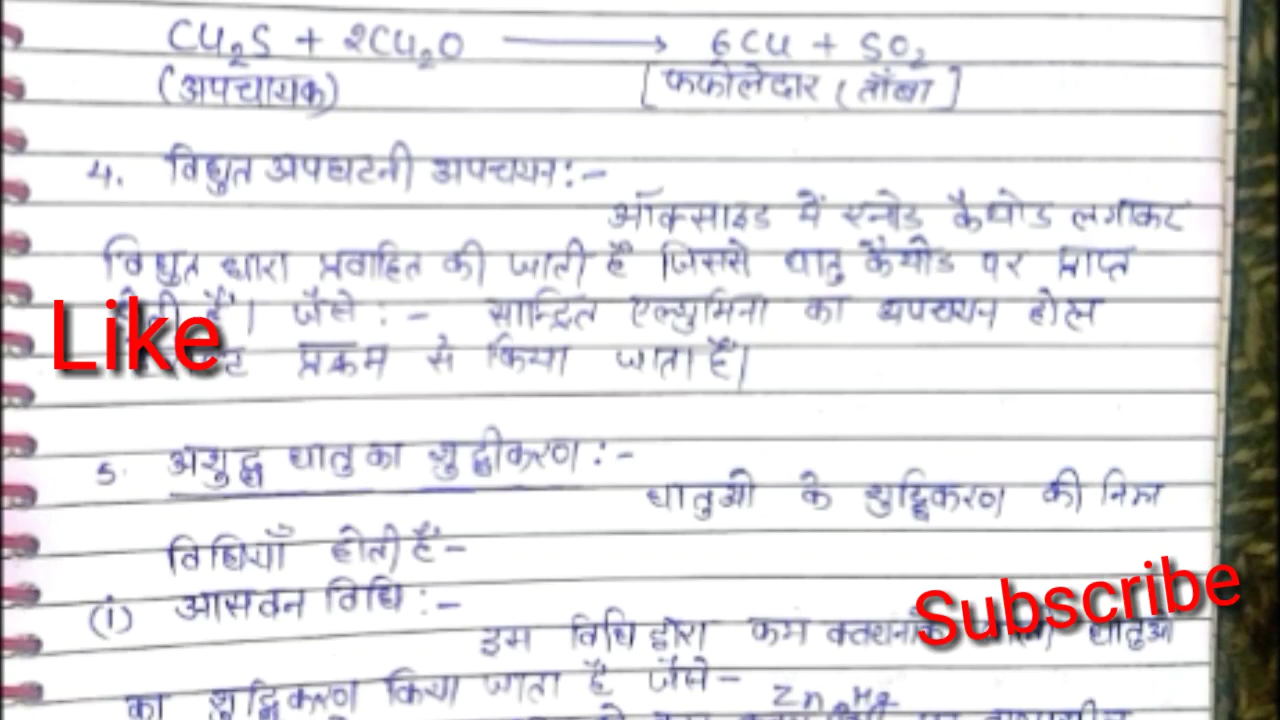 Cu₂S + 2Cu₂O ⟶ 6Cu + SO₂
(अपचायक) [फफोलेदार (ताँबा]
4. विद्युत अपघटनी अपचयन :-
ऑक्साइड में एनोड कैथोड लगाकर
विद्युत धारा प्रवाहित की जाती है जिससे धातु कैथोड पर प्राप्त
है। जैसे :- सान्द्रित एल्युमिना का अपचयन होल
Like
प्रक्रम से किया जाता है।
5. अशुद्ध धातु का शुद्धीकरण :-
धातुओ के शुद्धिकरण की निम्न
विधियाँ होती हैं -
(i) आसवन विधि :-
Subscribe
इस विधि द्वारा कम धातुओ
का शुद्धिकरण किया जाता है जैसे - Zn, Hg